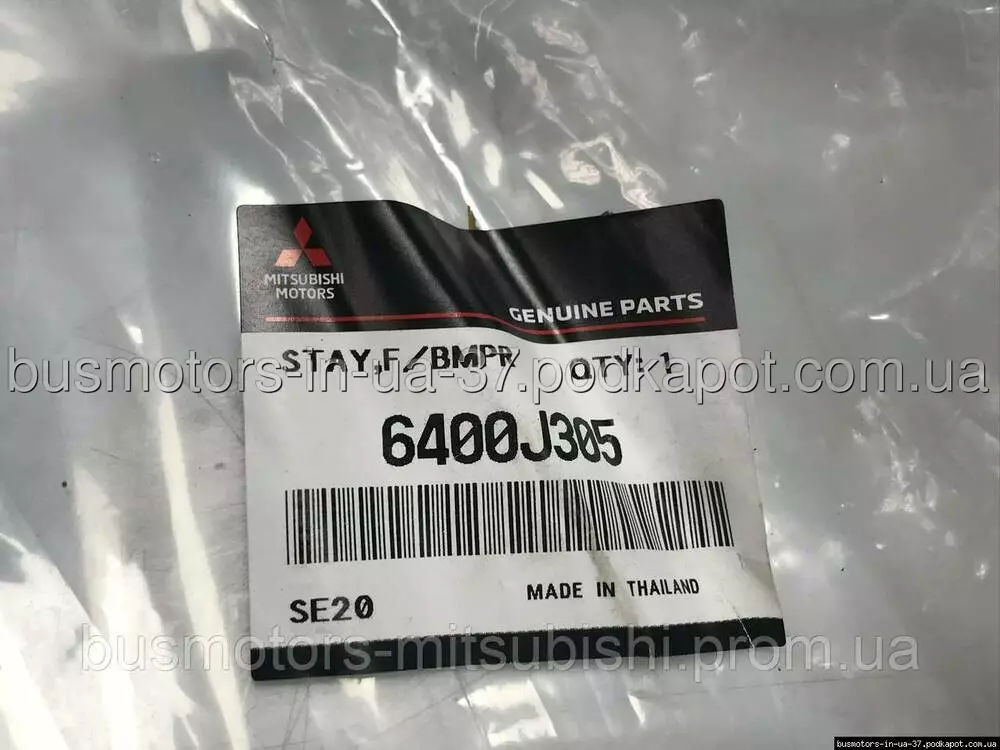 MITSUBISHI
MOTORS
GENUINE PARTS
STAY,F/BMPR QTY:1
busmotors-in-ua-37.podkapot.com.ua
6400J305
SE20
MADE IN THAILAND
busmotors-mitsubishi.prom.ua
busmotors-in-ua-37.podkapot.com.ua